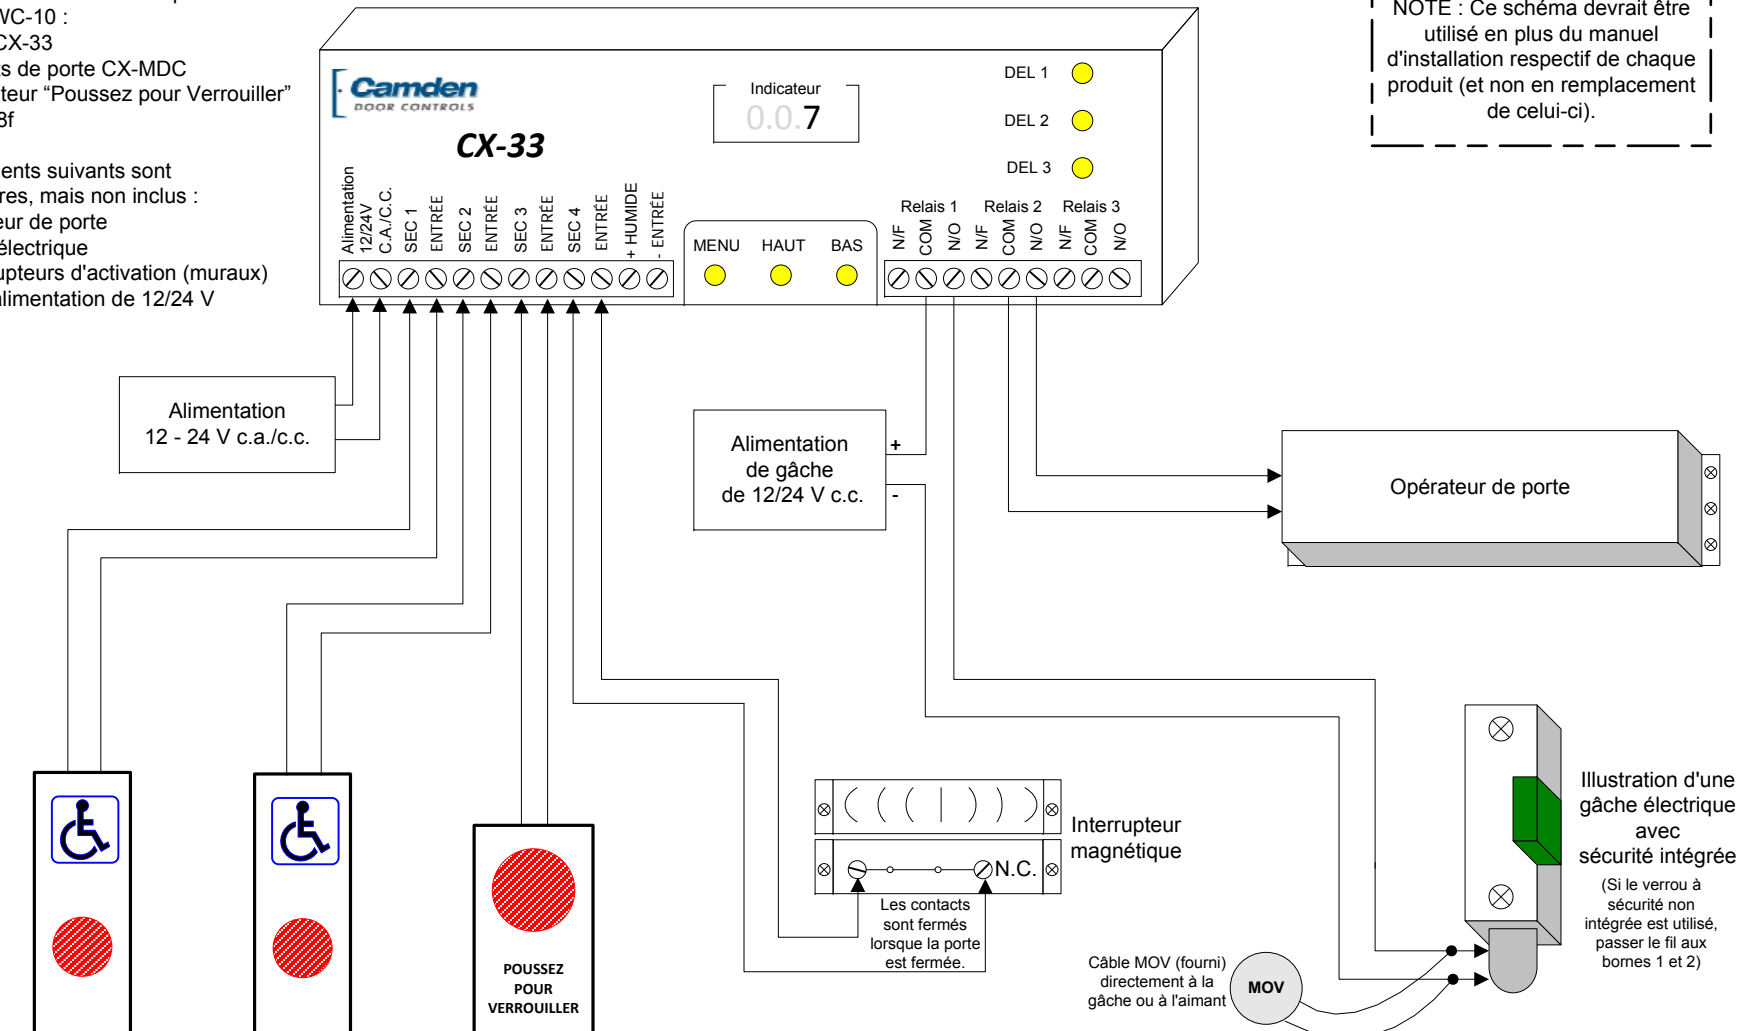 WC-10 :
CX-33
ts de porte CX-MDC
teur “Poussez pour Verrouiller”
8f
ents suivants sont
res, mais non inclus :
eur de porte
électrique
upteurs d'activation (muraux)
alimentation de 12/24 V
Camden
DOOR CONTROLS
CX-33
Indicateur
0.0.7
DEL 1
DEL 2
DEL 3
Alimentation
12/24V
C.A./C.C.
SEC 1
ENTRÉE
SEC 2
ENTRÉE
SEC 3
ENTRÉE
SEC 4
ENTRÉE
+ HUMIDE
- ENTRÉE
MENU
HAUT
BAS
Relais 1
Relais 2
Relais 3
N/F
COM
N/O
N/F
COM
N/O
N/F
COM
N/O
NOTE : Ce schéma devrait être
utilisé en plus du manuel
d'installation respectif de chaque
produit (et non en remplacement
de celui-ci).
Alimentation
12 - 24 V c.a./c.c.
Alimentation
de gâche
de 12/24 V c.c.
+
-
Opérateur de porte
POUSSEZ
POUR
VERROUILLER
Interrupteur
magnétique
N.C.
Les contacts
sont fermés
lorsque la porte
est fermée.
Illustration d'une
gâche électrique
avec
sécurité intégrée
(Si le verrou à
sécurité non
intégrée est utilisé,
passer le fil aux
bornes 1 et 2)
Câble MOV (fourni)
directement à la
gâche ou à l'aimant
MOV